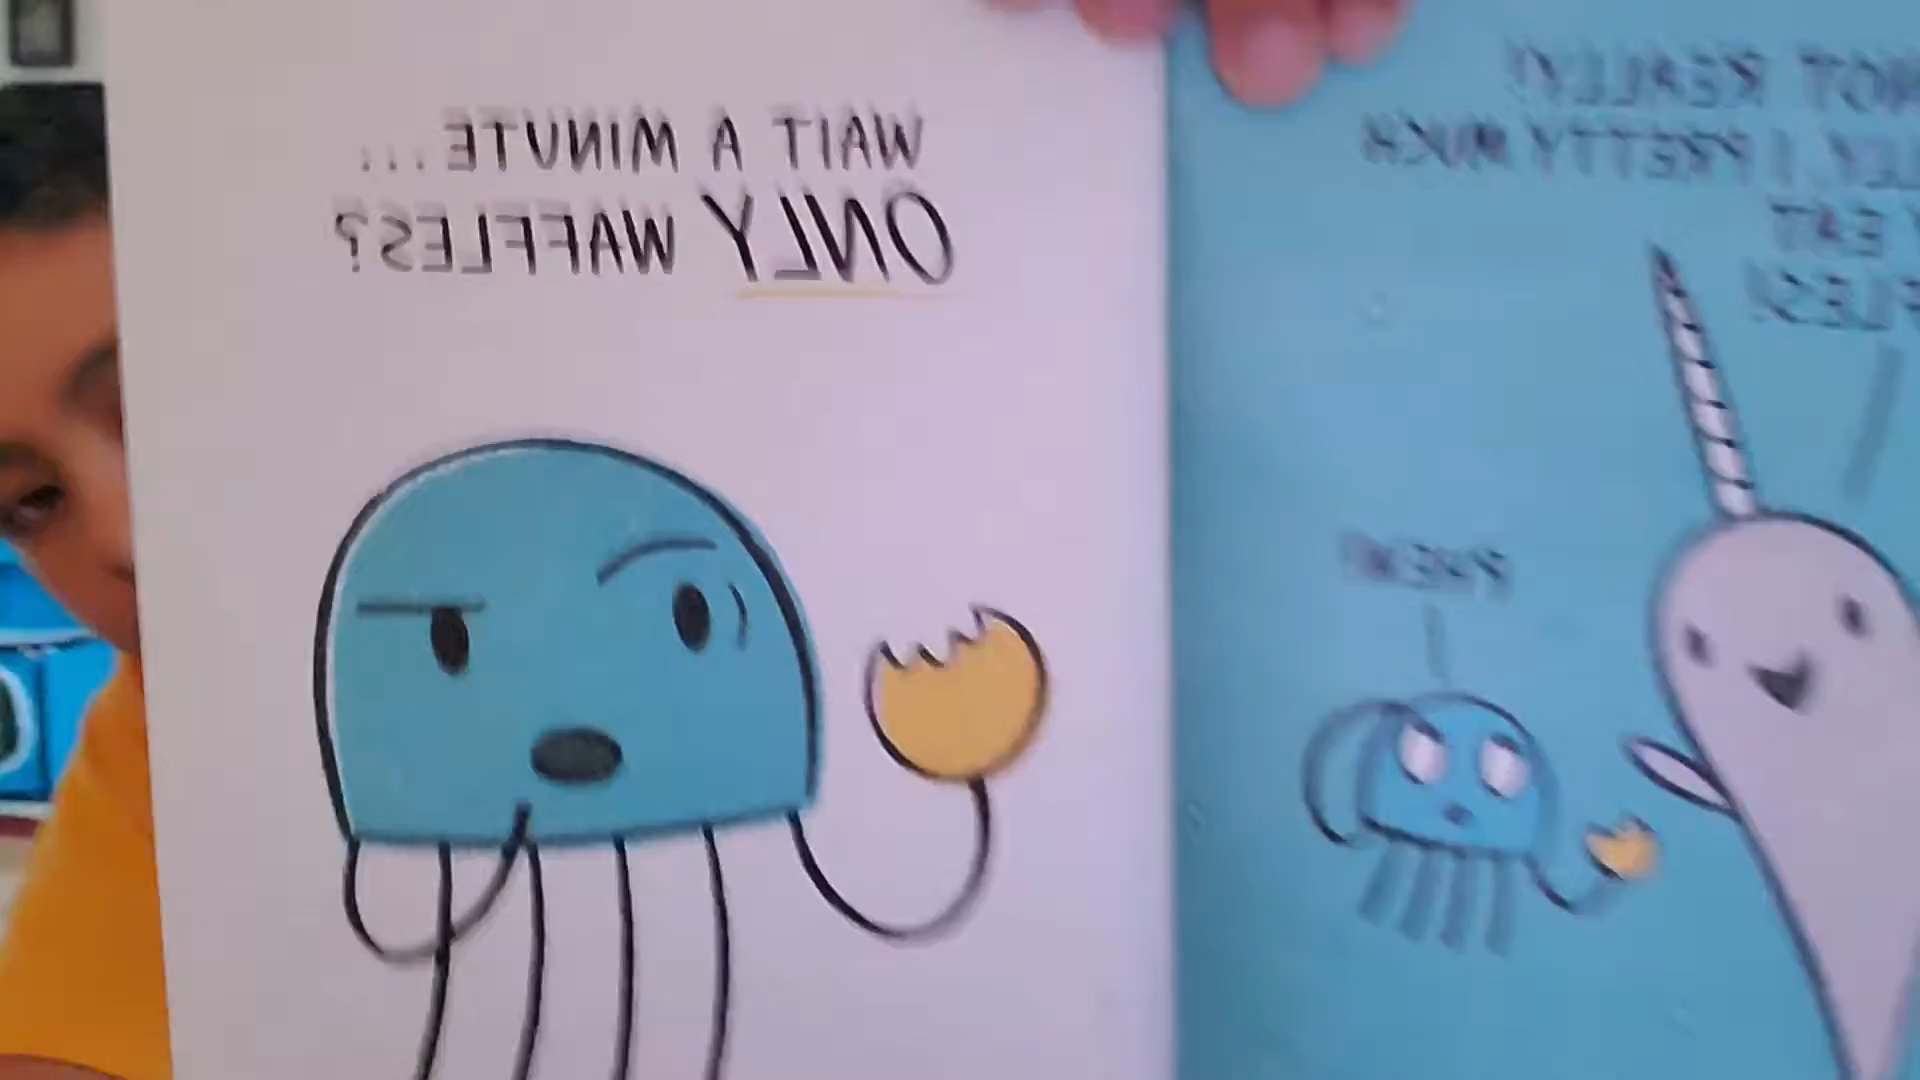 NOT REALLY!
I PRETTY MUCH
EAT
PHEW!
WAIT A MINUTE...
ONLY WAFFLES?